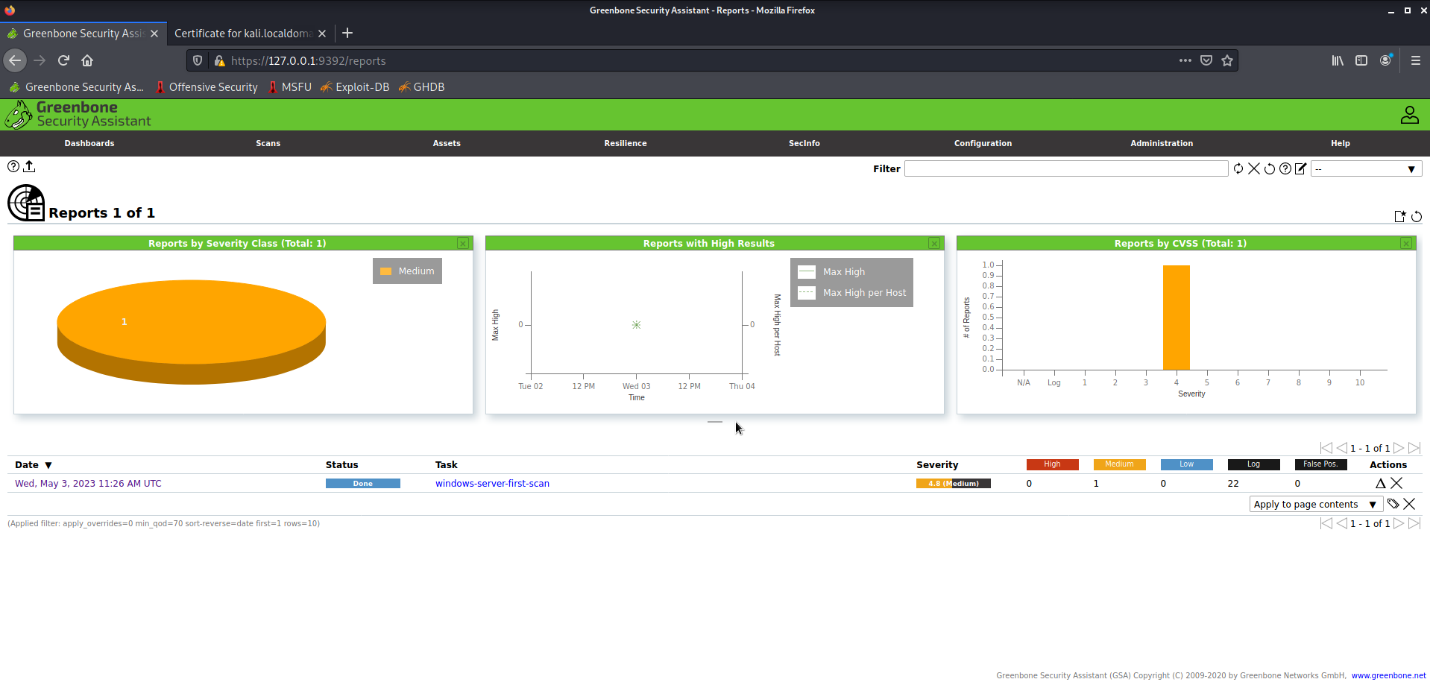 Greenbone Security Assistant - Reports - Mozilla Firefox
Greenbone Security Assis
Certificate for kali.localdoma
https://127.0.0.1:9392/reports
Greenbone Security As...
Offensive Security
MSFU
Exploit-DB
GHDB
Greenbone
Security Assistant
Dashboards Scans Assets Resilience SecInfo Configuration Administration Help
Filter
--
Reports 1 of 1
Reports by Severity Class (Total: 1)
Medium
1
Reports with High Results
Max High
Max High per Host
Max High
0
0
Max High per Host
Tue 02 12 PM Wed 03 12 PM Thu 04
Time
Reports by CVSS (Total: 1)
# of Reports
1.0
0.9
0.8
0.7
0.6
0.5
0.4
0.3
0.2
0.1
0.0
N/A Log 1 2 3 4 5 6 7 8 9 10
Severity
1 - 1 of 1
Date ▼ Status Task Severity High Medium Low Log False Pos. Actions
Wed, May 3, 2023 11:26 AM UTC Done windows-server-first-scan 4.8 (Medium) 0 1 0 22 0
Apply to page contents ▼
(Applied filter: apply_overrides=0 min_qod=70 sort-reverse=date first=1 rows=10)
1 - 1 of 1
Greenbone Security Assistant (GSA) Copyright (C) 2009-2020 by Greenbone Networks GmbH, www.greenbone.net